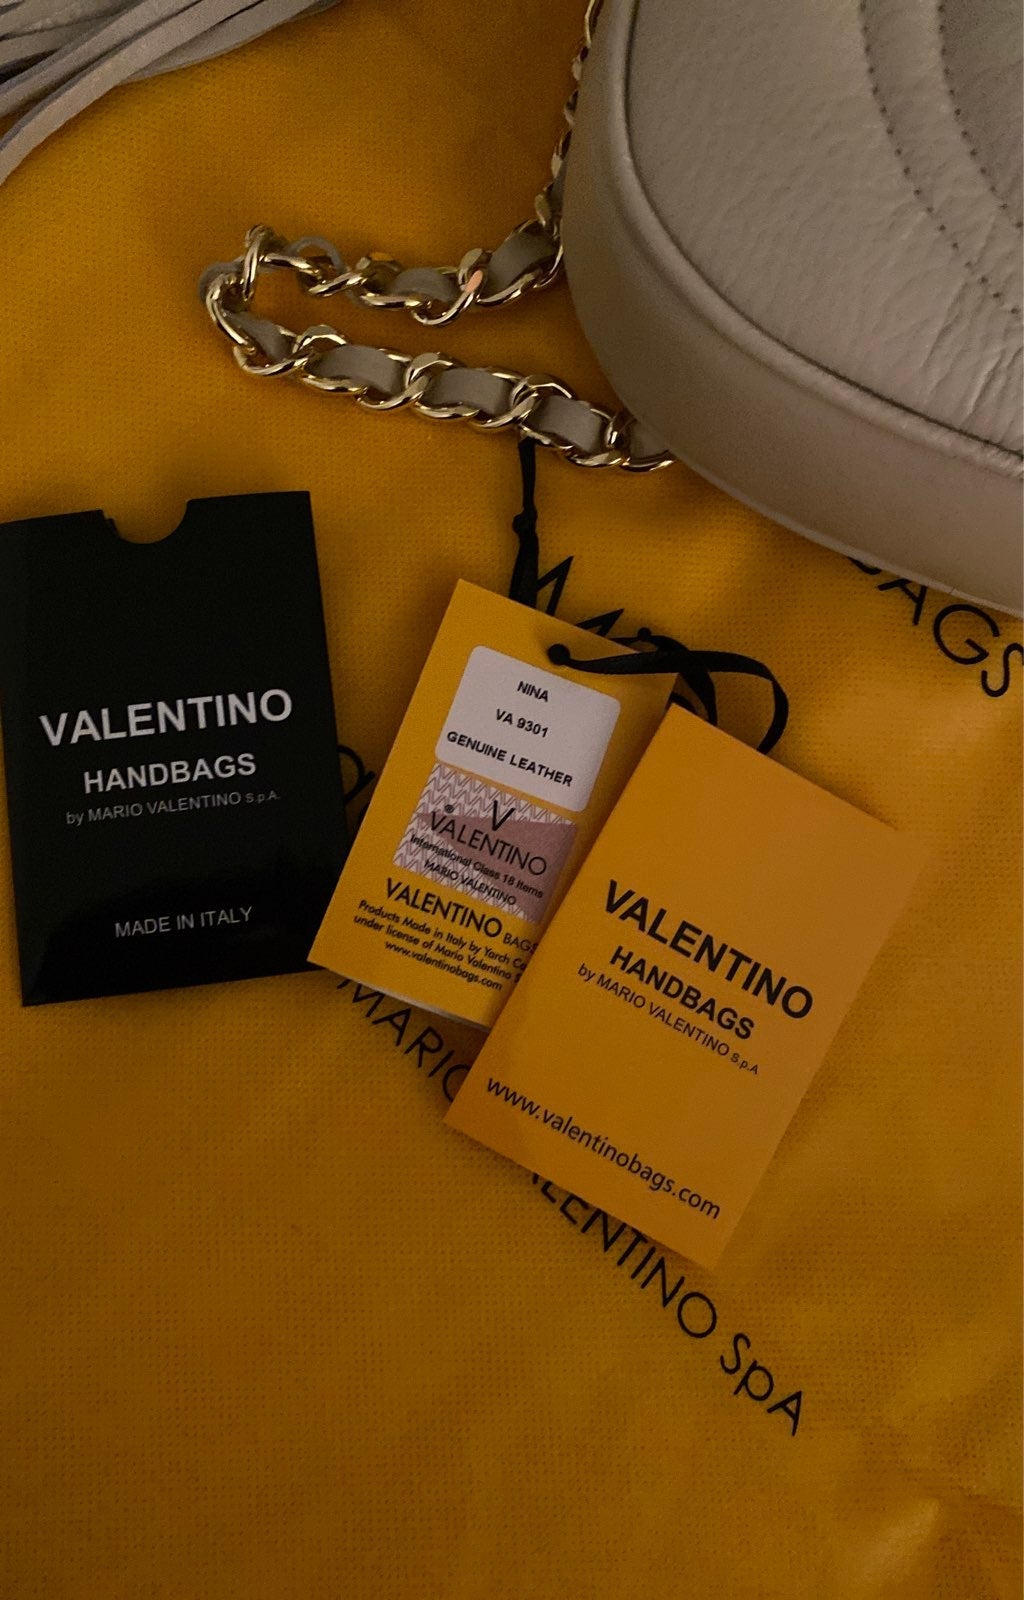 VALENTINO
HANDBAGS
by MARIO VALENTINO S.p.A.
MADE IN ITALY
NINA
VA 9301
GENUINE LEATHER
V
®
VALENTINO
International Class 18 Items
MARIO VALENTINO
VALENTINO BAGS
Products Made in Italy by Yarch
under license of Mario Valentino
www.valentinobags.com
VALENTINO
HANDBAGS
by MARIO VALENTINO S.p.A
www.valentinobags.com
BAGS
MARIO
VALENTINO SpA